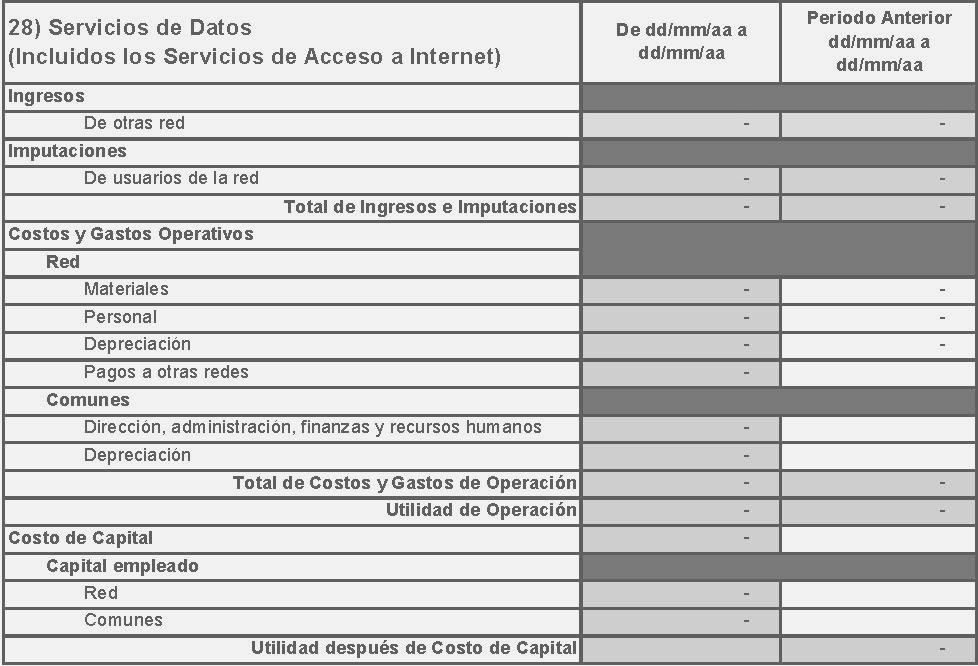 28) Servicios de Datos
(Incluidos los Servicios de Acceso a Internet)
De dd/mm/aa a
dd/mm/aa
Periodo Anterior
dd/mm/aa a
dd/mm/aa
Ingresos
De otras red - -
Imputaciones
De usuarios de la red - -
Total de Ingresos e Imputaciones - -
Costos y Gastos Operativos
Red
Materiales - -
Personal - -
Depreciación - -
Pagos a otras redes -
Comunes
Dirección, administración, finanzas y recursos humanos -
Depreciación -
Total de Costos y Gastos de Operación - -
Utilidad de Operación - -
Costo de Capital -
Capital empleado
Red -
Comunes -
Utilidad después de Costo de Capital -